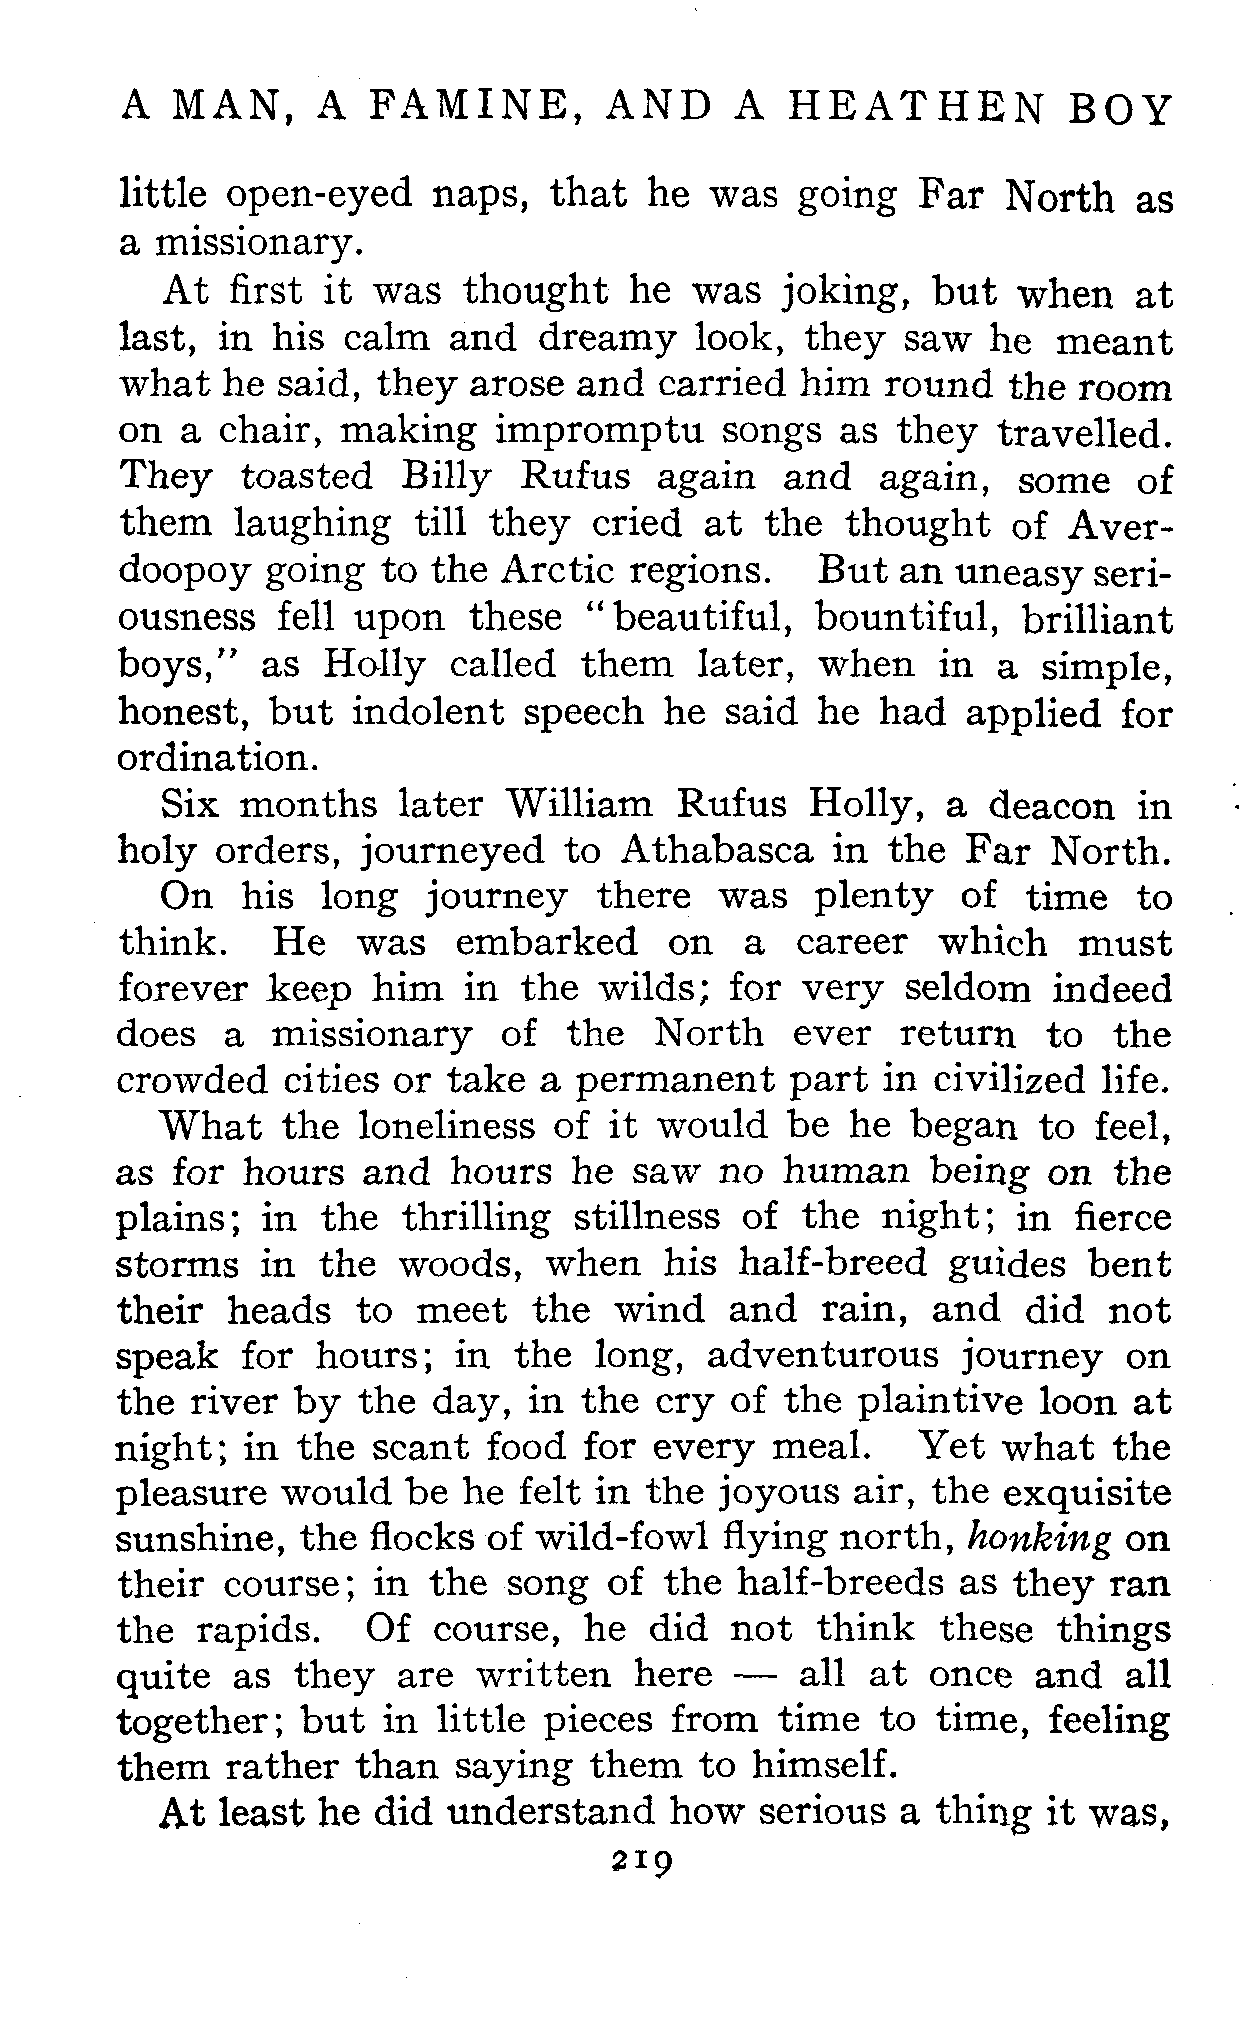 A MAN, A FAMINE, AND A HEATHEN BOY
little open-eyed naps, that he was going Far North as
a missionary.
At first it was thought he was joking, but when at
last, in his calm and dreamy look, they saw he meant
what he said, they arose and carried him round the room
on a chair, making impromptu songs as they travelled.
They toasted Billy Rufus again and again, some of
them laughing till they cried at the thought of Aver-
doopoy going to the Arctic regions. But an uneasy seri-
ousness fell upon these "beautiful, bountiful, brilliant
boys," as Holly called them later, when in a simple,
honest, but indolent speech he said he had applied for
ordination.
Six months later William Rufus Holly, a deacon in
holy orders, journeyed to Athabasca in the Far North.
On his long journey there was plenty of time to
think. He was embarked on a career which must
forever keep him in the wilds; for very seldom indeed
does a missionary of the North ever return to the
crowded cities or take a permanent part in civilized life.
What the loneliness of it would be he began to feel,
as for hours and hours he saw no human being on the
plains; in the thrilling stillness of the night; in fierce
storms in the woods, when his half-breed guides bent
their heads to meet the wind and rain, and did not
speak for hours; in the long, adventurous journey on
the river by the day, in the cry of the plaintive loon at
night; in the scant food for every meal. Yet what the
pleasure would be he felt in the joyous air, the exquisite
sunshine, the flocks of wild-fowl flying north, honking on
their course; in the song of the half-breeds as they ran
the rapids. Of course, he did not think these things
quite as they are written here — all at once and all
together; but in little pieces from time to time, feeling
them rather than saying them to himself.
At least he did understand how serious a thing it was,
219